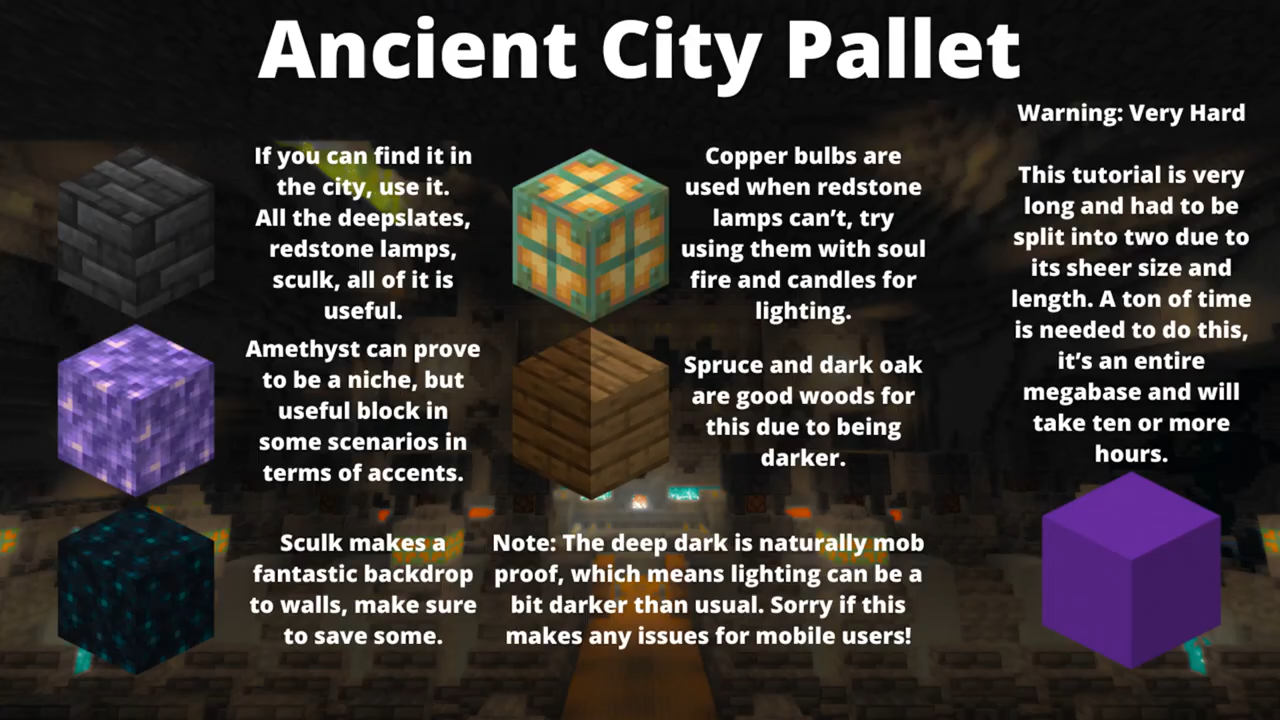 Ancient City Pallet
If you can find it in
the city, use it.
All the deepslates,
redstone lamps,
sculk, all of it is
useful.
Copper bulbs are
used when redstone
lamps can't, try
using them with soul
fire and candles for
lighting.
Amethyst can prove
to be a niche, but
useful block in
some scenarios in
terms of accents.
Spruce and dark oak
are good woods for
this due to being
darker.
Sculk makes a
fantastic backdrop
to walls, make sure
to save some.
Note: The deep dark is naturally mob
proof, which means lighting can be a
bit darker than usual. Sorry if this
makes any issues for mobile users!
Warning: Very Hard
This tutorial is very
long and had to be
split into two due to
its sheer size and
length. A ton of time
is needed to do this,
it's an entire
megabase and will
take ten or more
hours.